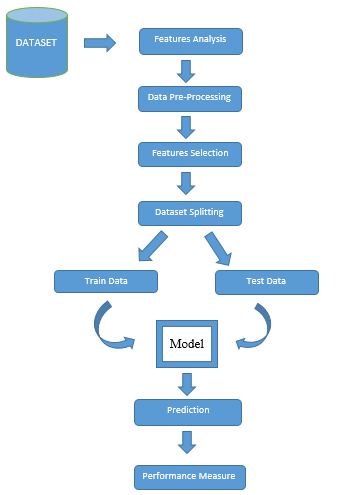 DATASET
Features Analysis
Data Pre-Processing
Features Selection
Dataset Splitting
Train Data
Test Data
Model
Prediction
Performance Measure